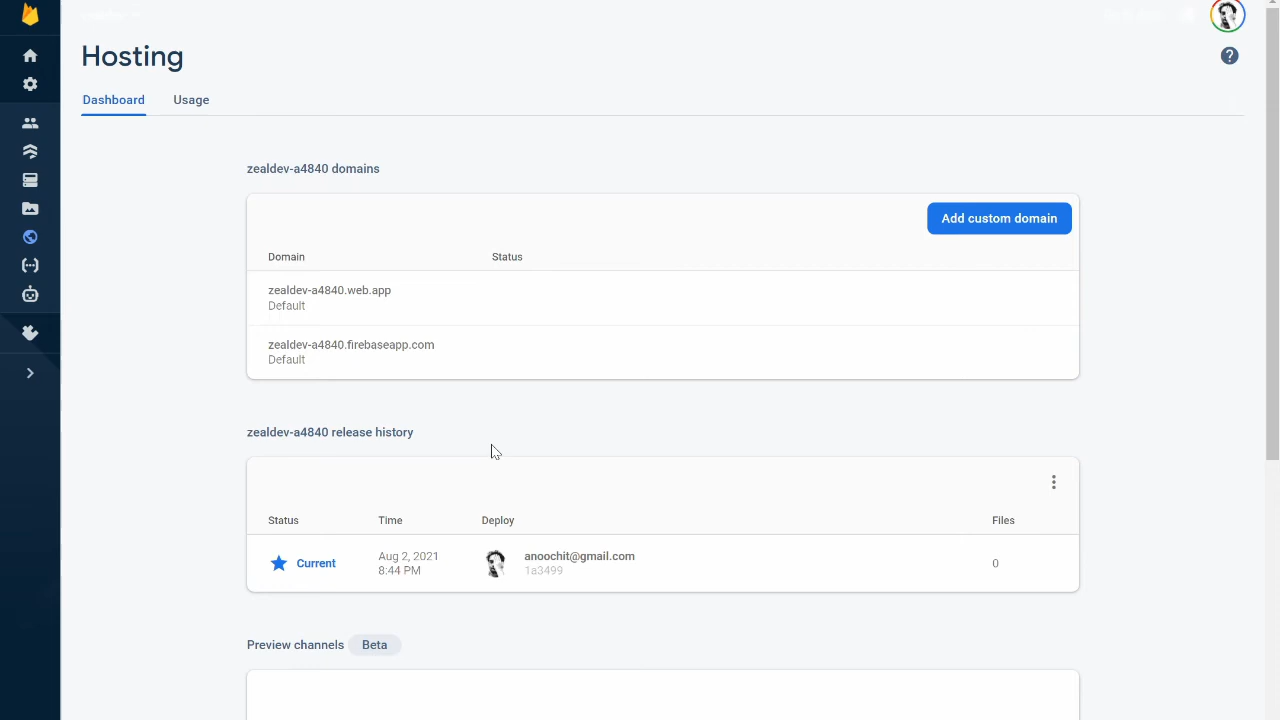 Hosting
Dashboard
Usage
zealdev-a4840 domains
Add custom domain
Domain
Status
zealdev-a4840.web.app
Default
zealdev-a4840.firebaseapp.com
Default
zealdev-a4840 release history
Status
Time
Deploy
Files
Current
Aug 2, 2021
8:44 PM
anoochit@gmail.com
1a3499
0
Preview channels
Beta